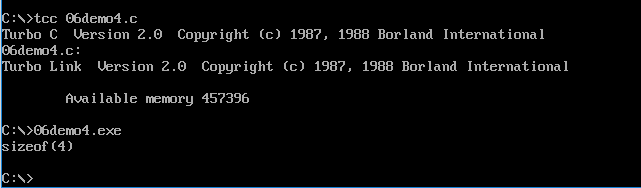 C:\>tcc 06demo4.c
Turbo C  Version 2.0  Copyright (c) 1987, 1988 Borland International
06demo4.c:
Turbo Link  Version 2.0  Copyright (c) 1987, 1988 Borland International
Available memory 457396
C:\>06demo4.exe
sizeof(4)
C:\>